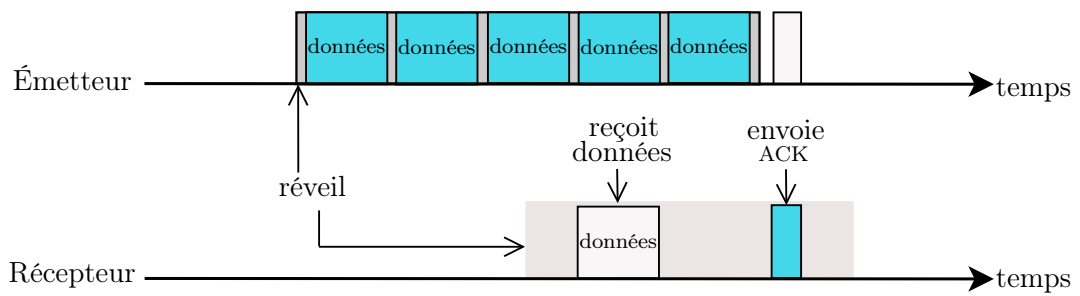 données données données données données
Émetteur
temps
reçoit
données
envoie
ACK
réveil
données
Récepteur
temps